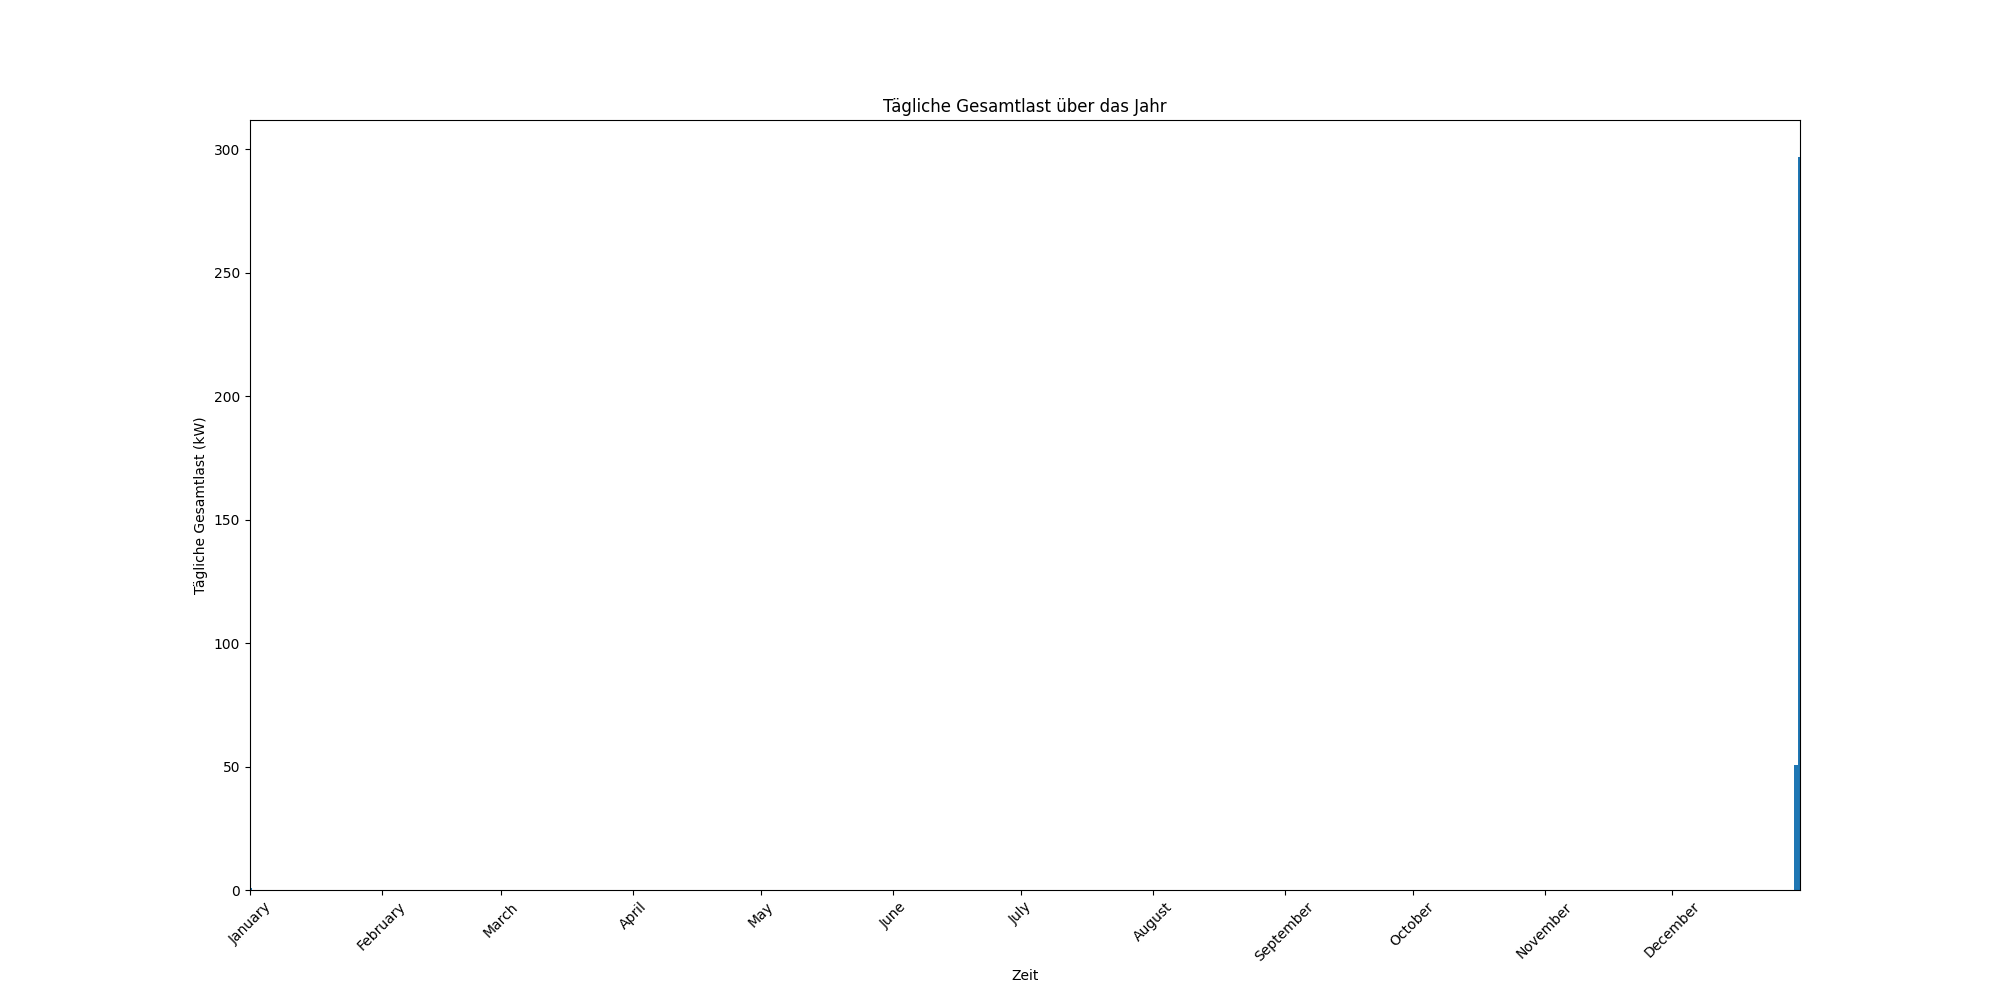 Tägliche Gesamtlast über das Jahr
Tägliche Gesamtlast (kW)
300
250
200
150
100
50
0
January
February
March
April
May
June
July
August
September
October
November
December
Zeit